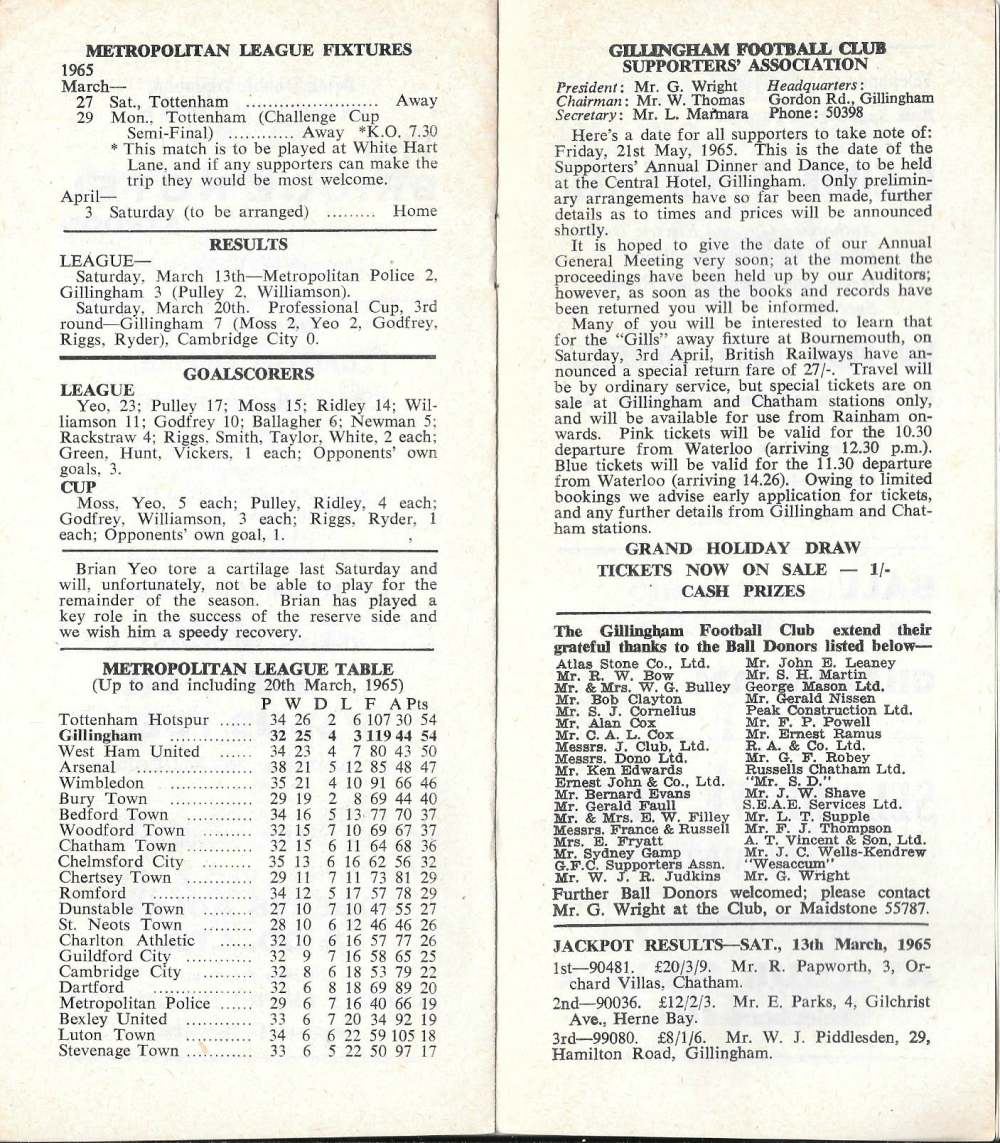 METROPOLITAN LEAGUE FIXTURES
1965
March—
27 Sat., Tottenham ....................... Away
29 Mon., Tottenham (Challenge Cup
Semi-Final) ............ Away *K.O. 7.30
* This match is to be played at White Hart
Lane, and if any supporters can make the
trip they would be most welcome.
April—
3 Saturday (to be arranged) ......... Home
RESULTS
LEAGUE—
Saturday, March 13th—Metropolitan Police 2,
Gillingham 3 (Pulley 2, Williamson).
Saturday, March 20th. Professional Cup, 3rd
round—Gillingham 7 (Moss 2, Yeo 2, Godfrey,
Riggs, Ryder), Cambridge City 0.
GOALSCORERS
LEAGUE
Yeo, 23; Pulley 17; Moss 15; Ridley 14; Wil-
liamson 11; Godfrey 10; Ballagher 6; Newman 5;
Rackstraw 4; Riggs, Smith, Taylor, White, 2 each;
Green, Hunt, Vickers, 1 each; Opponents' own
goals, 3.
CUP
Moss, Yeo, 5 each; Pulley, Ridley, 4 each;
Godfrey, Williamson, 3 each; Riggs, Ryder, 1
each; Opponents' own goal, 1.
Brian Yeo tore a cartilage last Saturday and
will, unfortunately, not be able to play for the
remainder of the season. Brian has played a
key role in the success of the reserve side and
we wish him a speedy recovery.
METROPOLITAN LEAGUE TABLE
(Up to and including 20th March, 1965)
P W D L F A Pts
Tottenham Hotspur ...... 34 26 2 6 107 30 54
Gillingham ............... 32 25 4 3 119 44 54
West Ham United ...... 34 23 4 7 80 43 50
Arsenal .................. 38 21 5 12 85 48 47
Wimbledon ............... 35 21 4 10 91 66 46
Bury Town ............... 29 19 2 8 69 44 40
Bedford Town ............ 34 16 5 13 77 70 37
Woodford Town ......... 32 15 7 10 69 67 37
Chatham Town ............ 32 15 6 11 64 68 36
Chelmsford City ......... 35 13 6 16 62 56 32
Chertsey Town ............ 29 11 7 11 73 81 29
Romford .................. 34 12 5 17 57 78 29
Dunstable Town ......... 27 10 7 10 47 55 27
St. Neots Town ......... 28 10 6 12 46 46 26
Charlton Athletic ...... 32 10 6 16 57 77 26
Guildford City ............ 32 9 7 16 58 65 25
Cambridge City ......... 32 8 6 18 53 79 22
Dartford .................. 32 6 8 18 69 89 20
Metropolitan Police ...... 29 6 7 16 40 66 19
Bexley United ............ 33 6 7 20 34 92 19
Luton Town ............ 34 6 6 22 59 105 18
Stevenage Town ............ 33 6 5 22 50 97 17
GILLINGHAM FOOTBALL CLUB
SUPPORTERS' ASSOCIATION
President: Mr. G. Wright Headquarters:
Chairman: Mr. W. Thomas Gordon Rd., Gillingham
Secretary: Mr. L. Marmara Phone: 50398
Here's a date for all supporters to take note of:
Friday, 21st May, 1965. This is the date of the
Supporters' Annual Dinner and Dance, to be held
at the Central Hotel, Gillingham. Only prelimin-
ary arrangements have so far been made, further
details as to times and prices will be announced
shortly.
It is hoped to give the date of our Annual
General Meeting very soon; at the moment the
proceedings have been held up by our Auditors;
however, as soon as the books and records have
been returned you will be informed.
Many of you will be interested to learn that
for the "Gills" away fixture at Bournemouth, on
Saturday, 3rd April, British Railways have an-
nounced a special return fare of 27/-. Travel will
be by ordinary service, but special tickets are on
sale at Gillingham and Chatham stations only,
and will be available for use from Rainham on-
wards. Pink tickets will be valid for the 10.30
departure from Waterloo (arriving 12.30 p.m.).
Blue tickets will be valid for the 11.30 departure
from Waterloo (arriving 14.26). Owing to limited
bookings we advise early application for tickets,
and any further details from Gillingham and Chat-
ham stations.
GRAND HOLIDAY DRAW
TICKETS NOW ON SALE — 1/-
CASH PRIZES
The Gillingham Football Club extend their
grateful thanks to the Ball Donors listed below—
Atlas Stone Co., Ltd.
Mr. R. W. Bow
Mr. & Mrs. W. G. Bulley
Mr. Bob Clayton
Mr. S. J. Cornelius
Mr. Alan Cox
Mr. C. A. L. Cox
Messrs. J. Club, Ltd.
Messrs. Dono Ltd.
Mr. Ken Edwards
Ernest John & Co., Ltd.
Mr. Bernard Evans
Mr. Gerald Faull
Mr. & Mrs. E. W. Filley
Messrs. France & Russell
Mrs. E. Fryatt
Mr. Sydney Gamp
G.F.C. Supporters Assn.
Mr. W. J. R. Judkins
Mr. John E. Leaney
Mr. S. H. Martin
George Mason Ltd.
Mr. Gerald Nissen
Peak Construction Ltd.
Mr. F. P. Powell
Mr. Ernest Ramus
R. A. & Co. Ltd.
Mr. G. F. Robey
Russells Chatham Ltd.
"Mr. S. D."
Mr. J. W. Shave
S.E.A.E. Services Ltd.
Mr. L. T. Supple
Mr. F. J. Thompson
A. T. Vincent & Son, Ltd.
Mr. J. C. Wells-Kendrew
"Wesaccum"
Mr. G. Wright
Further Ball Donors welcomed; please contact
Mr. G. Wright at the Club, or Maidstone 55787.
JACKPOT RESULTS—SAT., 13th March, 1965
1st—90481. £20/3/9. Mr. R. Papworth, 3, Or-
chard Villas, Chatham.
2nd—90036. £12/2/3. Mr. E. Parks, 4, Gilchrist
Ave., Herne Bay.
3rd—99080. £8/1/6. Mr. W. J. Piddlesden, 29,
Hamilton Road, Gillingham.